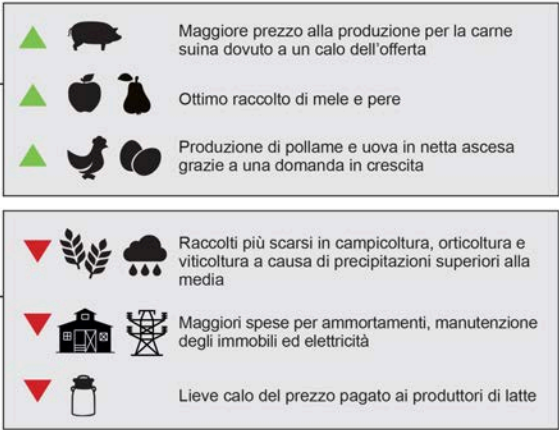 Maggiore prezzo alla produzione per la carne
suina dovuto a un calo dell'offerta
Ottimo raccolto di mele e pere
Produzione di pollame e uova in netta ascesa
grazie a una domanda in crescita
Raccolti più scarsi in campicoltura, orticoltura e
viticoltura a causa di precipitazioni superiori alla
media
Maggiori spese per ammortamenti, manutenzione
degli immobili ed elettricità
Lieve calo del prezzo pagato ai produttori di latte